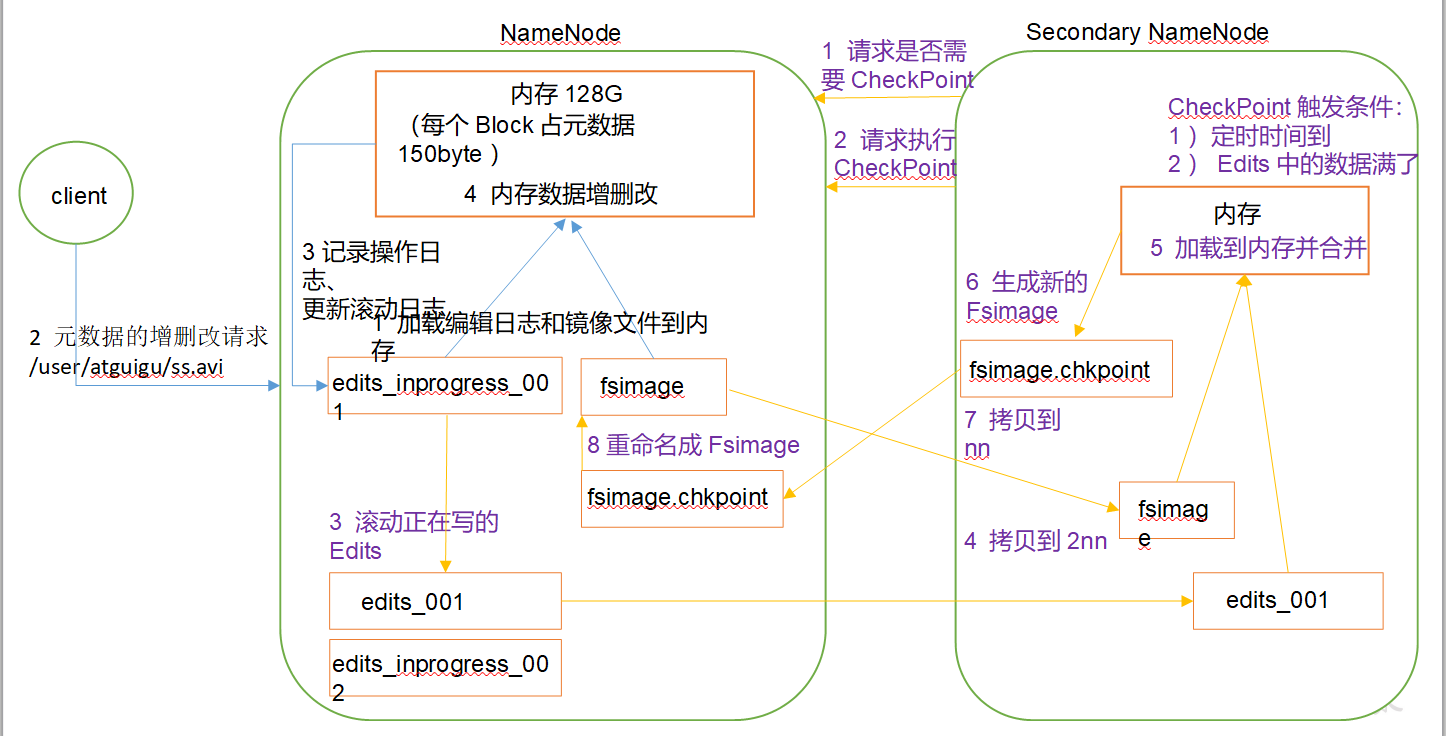 NameNode
Secondary NameNode
1 请求是否需
要 CheckPoint
内存 128G
（每个 Block 占元数据
150byte ）
4 内存数据增删改
2 请求执行
CheckPoint
CheckPoint 触发条件：
1 ）定时时间到
2 ） Edits 中的数据满了
client
内存
5 加载到内存并合并
3 记录操作日
志、
更新滚动日志
1 加载编辑日志和镜像文件到内
存
6 生成新的
Fsimage
2 元数据的增删改请求
/user/atguigu/ss.avi
edits_inprogress_00
1
fsimage
fsimage.chkpoint
8 重命名成 Fsimage
7 拷贝到
nn
fsimage.chkpoint
fsimag
e
3 滚动正在写的
Edits
4 拷贝到 2nn
edits_001
edits_001
edits_inprogress_00
2